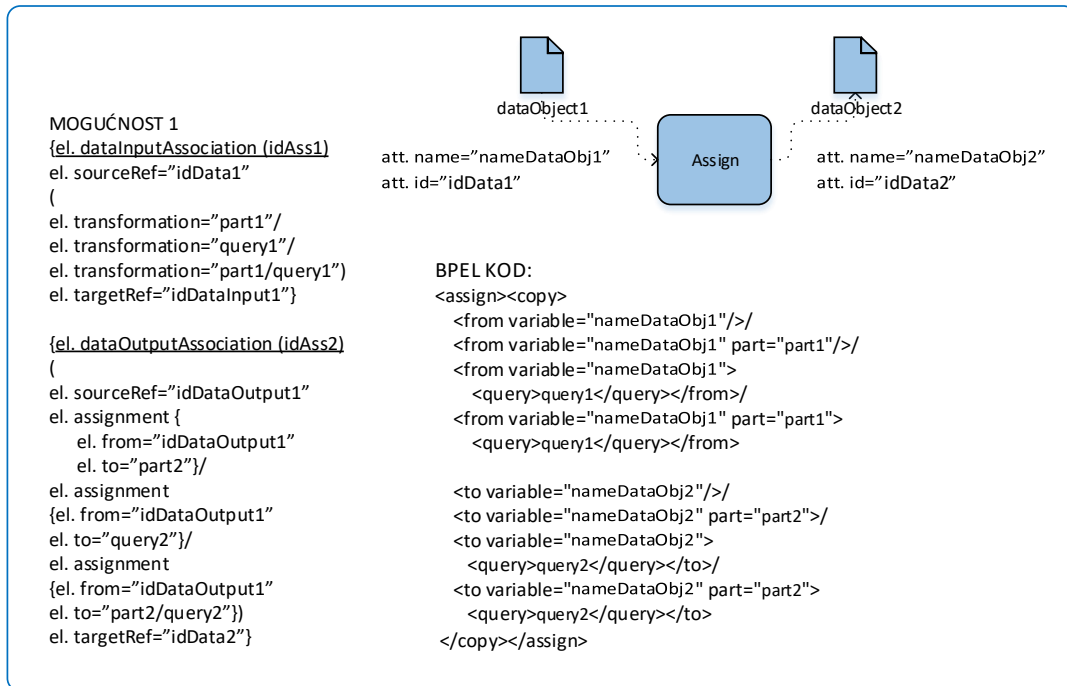 dataObject1
dataObject2
Assign
att. name=”nameDataObj1”
att. id=”idData1”
att. name=”nameDataObj2”
att. id=”idData2”
MOGUĆNOST 1
{el. dataInputAssociation (idAss1)
el. sourceRef=”idData1”
(
el. transformation=”part1”/
el. transformation=”query1”/
el. transformation=”part1/query1”)
el. targetRef=”idDataInput1”}
{el. dataOutputAssociation (idAss2)
(
el. sourceRef=”idDataOutput1”
el. assignment {
el. from=”idDataOutput1”
el. to=”part2”}/
el. assignment
{el. from=”idDataOutput1”
el. to=”query2”}/
el. assignment
{el. from=”idDataOutput1”
el. to=”part2/query2”})
el. targetRef=”idData2”}
BPEL KOD:
<assign><copy>
<from variable="nameDataObj1"/>/
<from variable="nameDataObj1" part="part1"/>/
<from variable="nameDataObj1">
<query>query1</query></from>/
<from variable="nameDataObj1" part="part1">
<query>query1</query></from>
<to variable="nameDataObj2"/>/
<to variable="nameDataObj2" part="part2">/
<to variable="nameDataObj2">
<query>query2</query></to>/
<to variable="nameDataObj2" part="part2">
<query>query2</query></to>
</copy></assign>